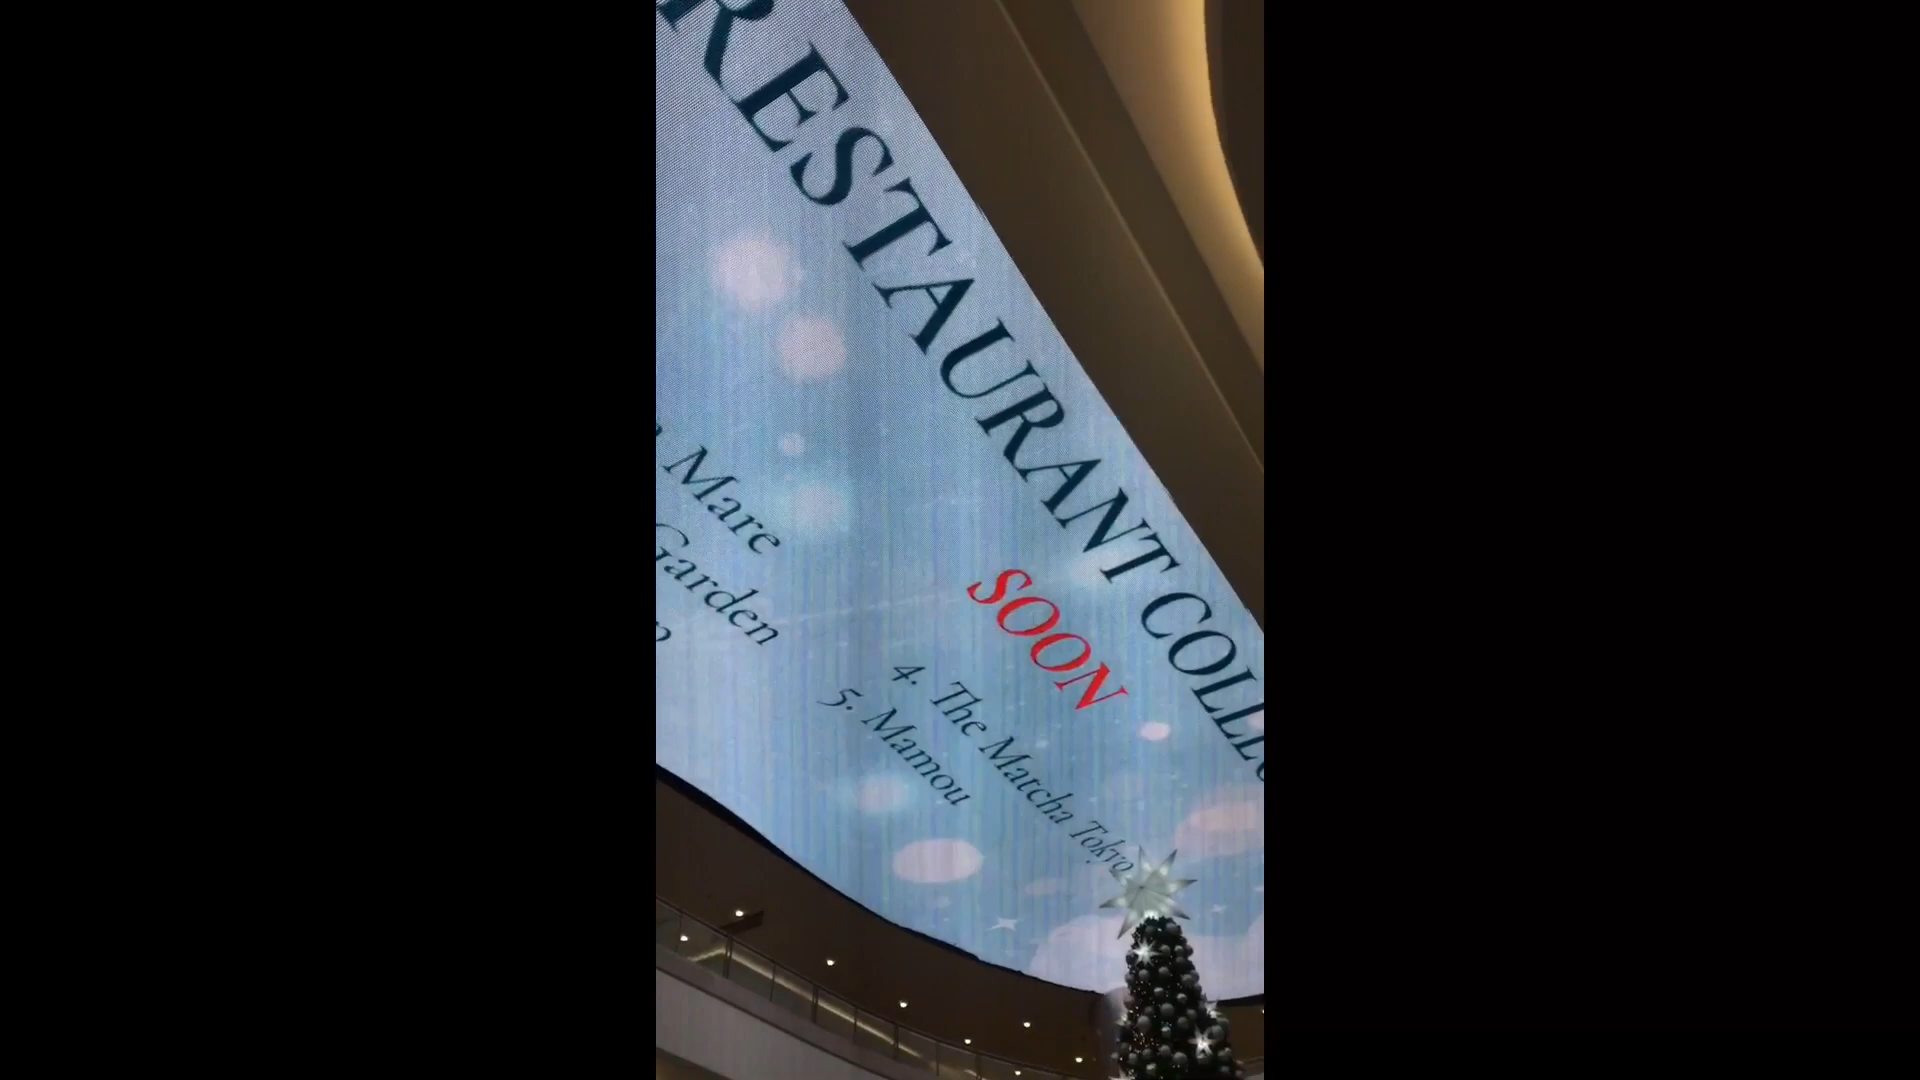 RESTAURANT COLL
Mare
Garden
SOON
4. The Matcha Tokyo
5. Mamou